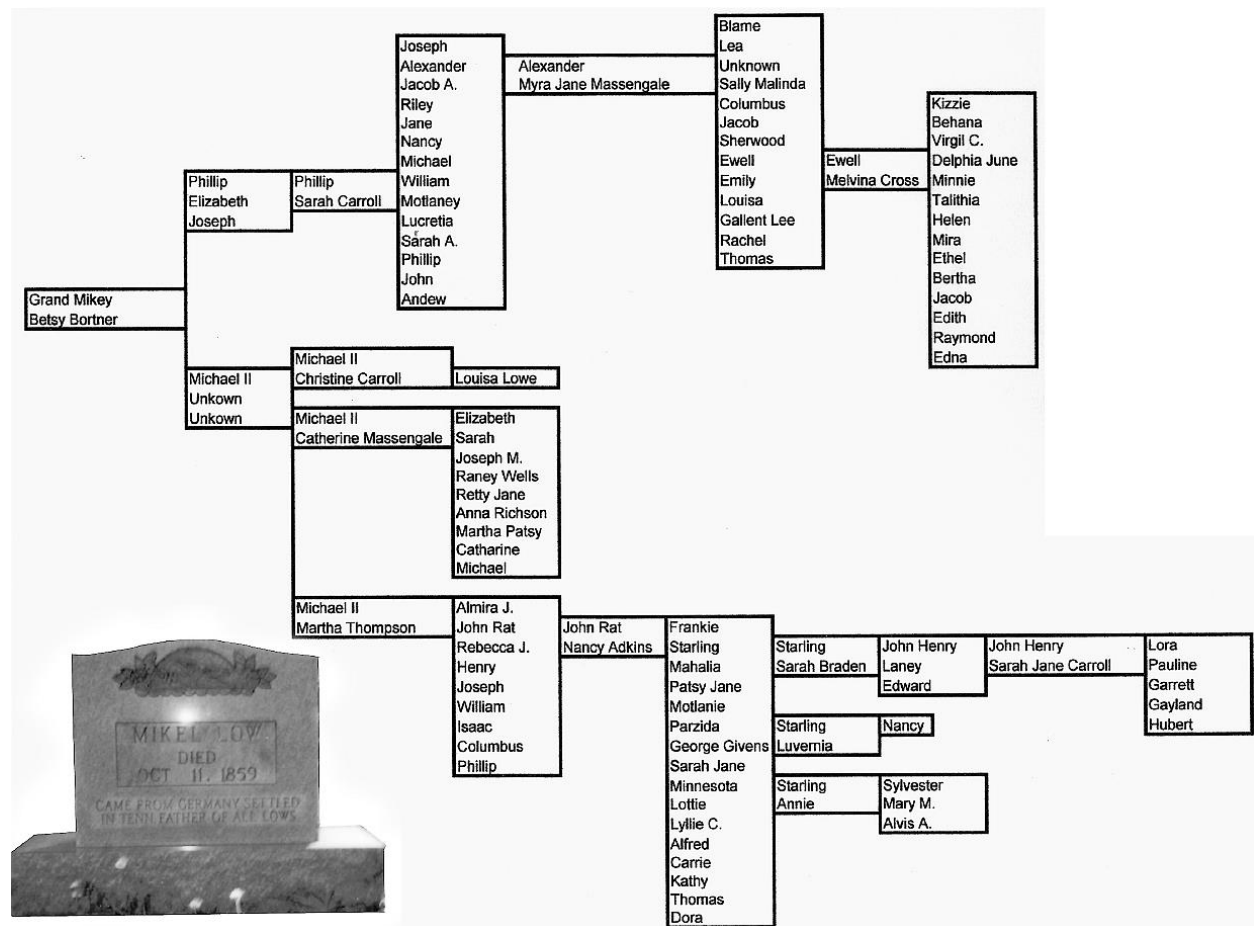 Grand Mikey
Betsy Bortner
Phillip
Elizabeth
Joseph
Phillip
Sarah Carroll
Joseph
Alexander
Jacob A.
Riley
Jane
Nancy
Michael
William
Motlaney
Lucretia
Sarah A.
Phillip
John
Andew
Alexander
Myra Jane Massengale
Blame
Lea
Unknown
Sally Malinda
Columbus
Jacob
Sherwood
Ewell
Emily
Louisa
Gallent Lee
Rachel
Thomas
Ewell
Melvina Cross
Kizzie
Behana
Virgil C.
Delphia June
Minnie
Talithia
Helen
Mira
Ethel
Bertha
Jacob
Edith
Raymond
Edna
Michael II
Unkown
Unkown
Michael II
Christine Carroll
Louisa Lowe
Michael II
Catherine Massengale
Elizabeth
Sarah
Joseph M.
Raney Wells
Retty Jane
Anna Richson
Martha Patsy
Catharine
Michael
Michael II
Martha Thompson
Almira J.
John Rat
Rebecca J.
Henry
Joseph
William
Isaac
Columbus
Phillip
John Rat
Nancy Adkins
Frankie
Starling
Mahalia
Patsy Jane
Motlanie
Parzida
George Givens
Sarah Jane
Minnesota
Lottie
Lyllie C.
Alfred
Carrie
Kathy
Thomas
Dora
Starling
Sarah Braden
John Henry
Laney
Edward
John Henry
Sarah Jane Carroll
Lora
Pauline
Garrett
Gayland
Hubert
Starling
Luvernia
Nancy
Starling
Annie
Sylvester
Mary M.
Alvis A.
MIKEL LOW
DIED
OCT 11, 1859
CAME FROM GERMANY SETTLED
IN TENN FATHER OF ALL LOWS